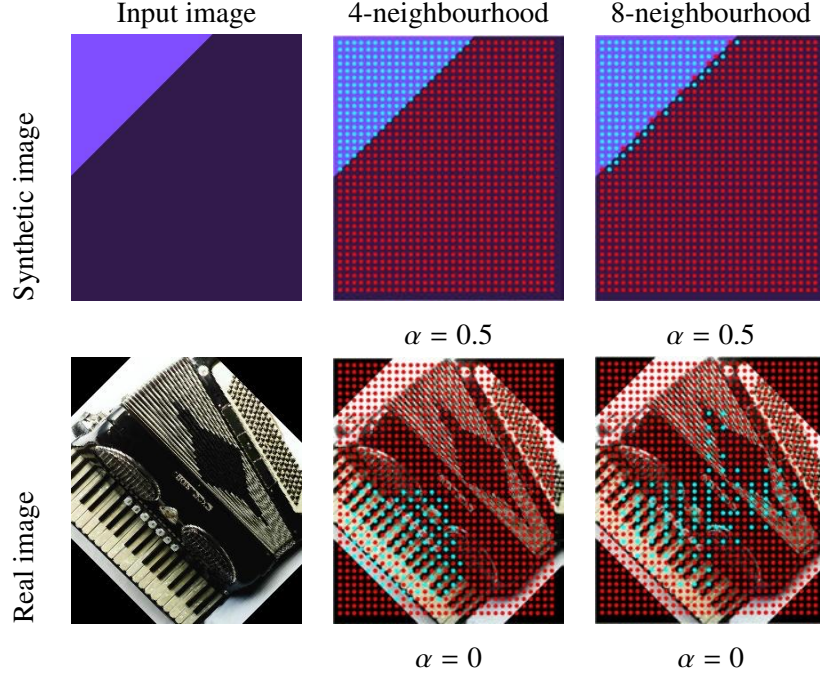 Input image
4-neighbourhood
8-neighbourhood
Synthetic image
α = 0.5
α = 0.5
Real image
α = 0
α = 0